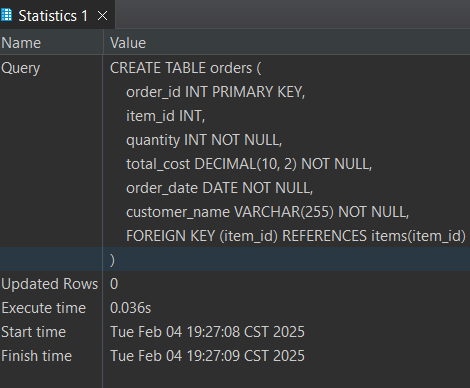 Statistics 1
Name Value
Query CREATE TABLE orders (
order_id INT PRIMARY KEY,
item_id INT,
quantity INT NOT NULL,
total_cost DECIMAL(10, 2) NOT NULL,
order_date DATE NOT NULL,
customer_name VARCHAR(255) NOT NULL,
FOREIGN KEY (item_id) REFERENCES items(item_id)
)
Updated Rows 0
Execute time 0.036s
Start time Tue Feb 04 19:27:08 CST 2025
Finish time Tue Feb 04 19:27:09 CST 2025